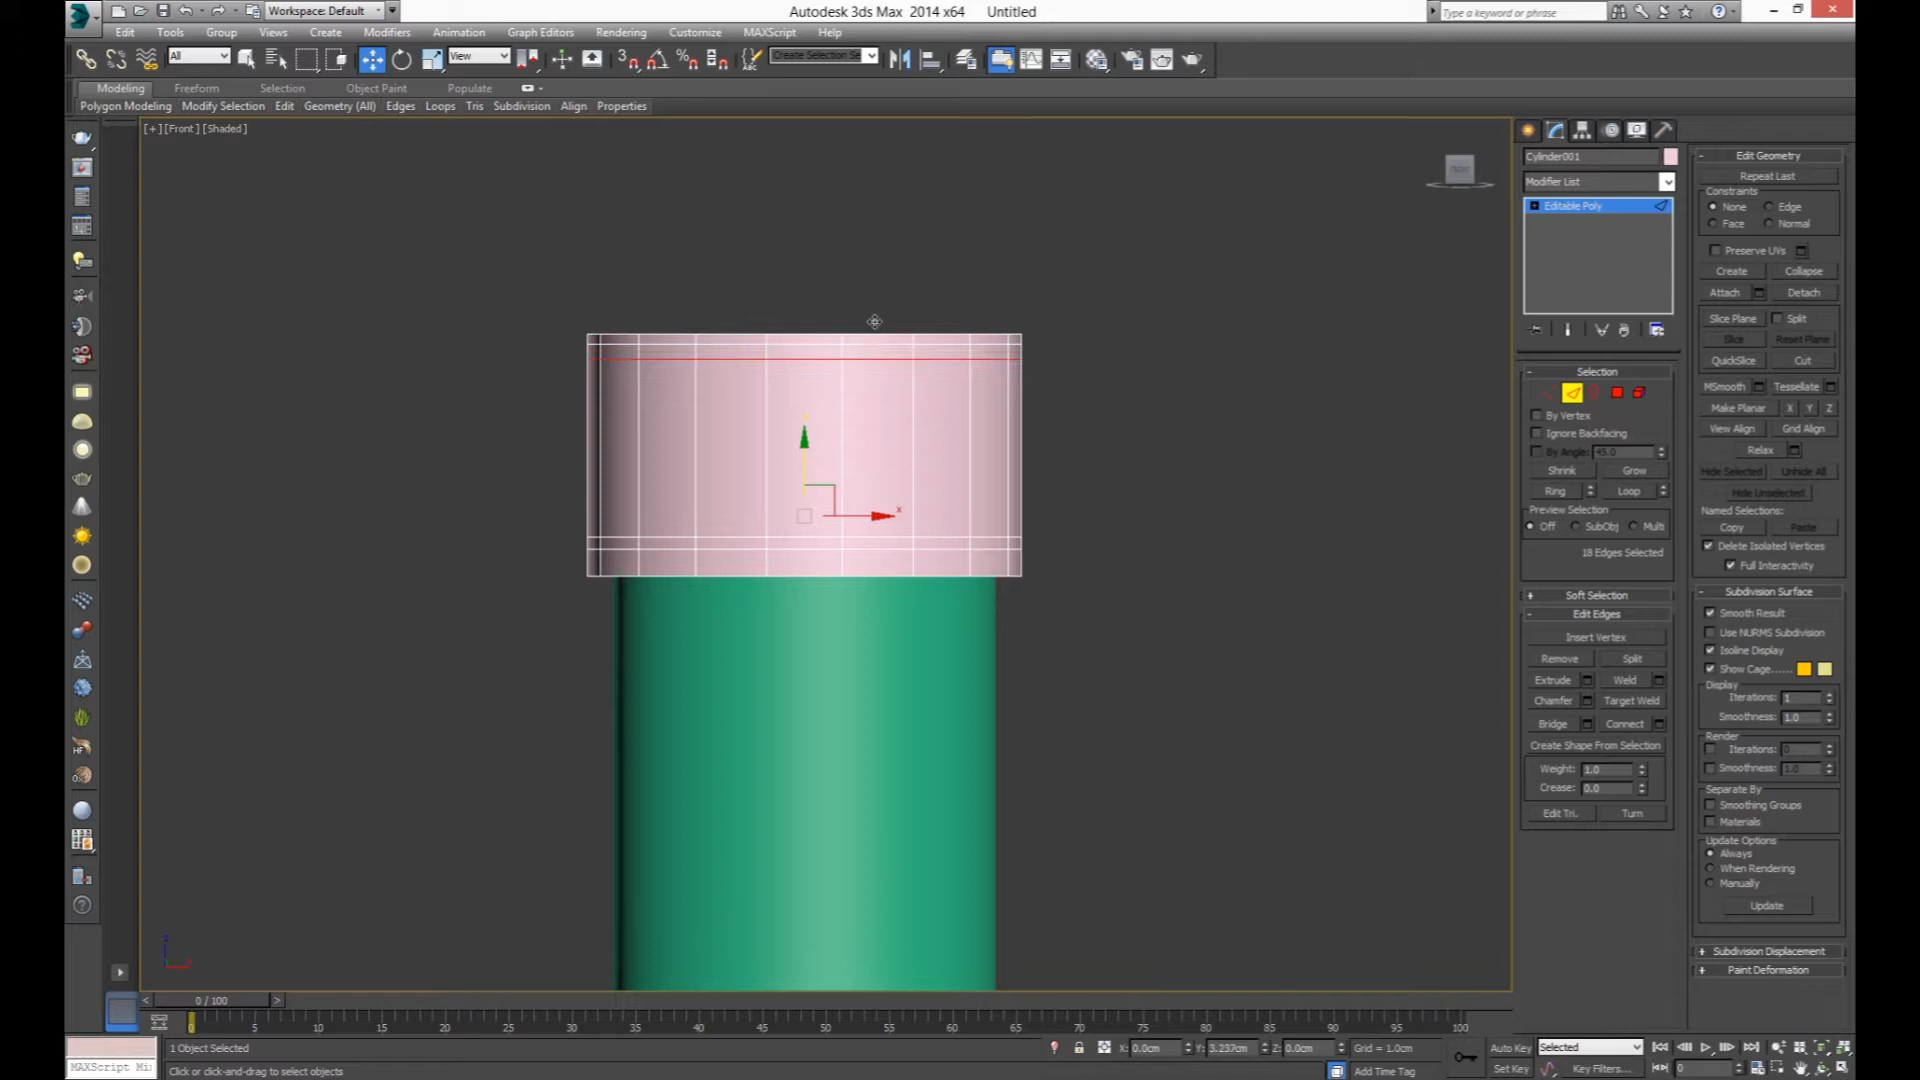 Workspace: Default
Autodesk 3ds Max 2014 x64 Untitled
Type a keyword or phrase
Edit Tools Group Views Create Modifiers Animation Graph Editors Rendering Customize MAXScript Help
All View Create Selection Se
Modeling Freeform Selection Object Paint Populate
Polygon Modeling Modify Selection Edit Geometry (All) Edges Loops Tris Subdivision Align Properties
[+] [Front] [Shaded]
Cylinder001
Modifier List
Editable Poly
Selection
By Vertex
Ignore Backfacing
By Angle: 45.0
Shrink Grow
Ring Loop
Preview Selection
Off SubObj Multi
18 Edges Selected
Soft Selection
Edit Edges
Insert Vertex
Remove Split
Extrude Weld
Chamfer Target Weld
Bridge Connect
Create Shape From Selection
Weight: 1.0
Crease: 0.0
Edit Tri. Turn
Edit Geometry
Repeat Last
Constraints
None Edge
Face Normal
Preserve UVs
Create Collapse
Attach Detach
Slice Plane Split
Slice Reset Plane
QuickSlice Cut
MSmooth Tessellate
Make Planar X Y Z
View Align Grid Align
Relax
Hide Selected Unhide All
Hide Unselected
Named Selections:
Copy Paste
Delete Isolated Vertices
Full Interactivity
Subdivision Surface
Smooth Result
Use NURMS Subdivision
Isoline Display
Show Cage......
Display
Iterations: 1
Smoothness: 1.0
Render
Iterations: 0
Smoothness: 1.0
Separate By
Smoothing Groups
Materials
Update Options
Always
When Rendering
Manually
Update
Subdivision Displacement
Paint Deformation
x
0 / 100
0 5 10 15 20 25 30 35 40 45 50 55 60 65 70 75 80 85 90 95 100
1 Object Selected
X: 0.0cm Y: 3.237cm Z: 0.0cm Grid = 1.0cm
Auto Key Selected
MAXScript Mi
Click or click-and-drag to select objects
Add Time Tag
Set Key Key Filters... 0